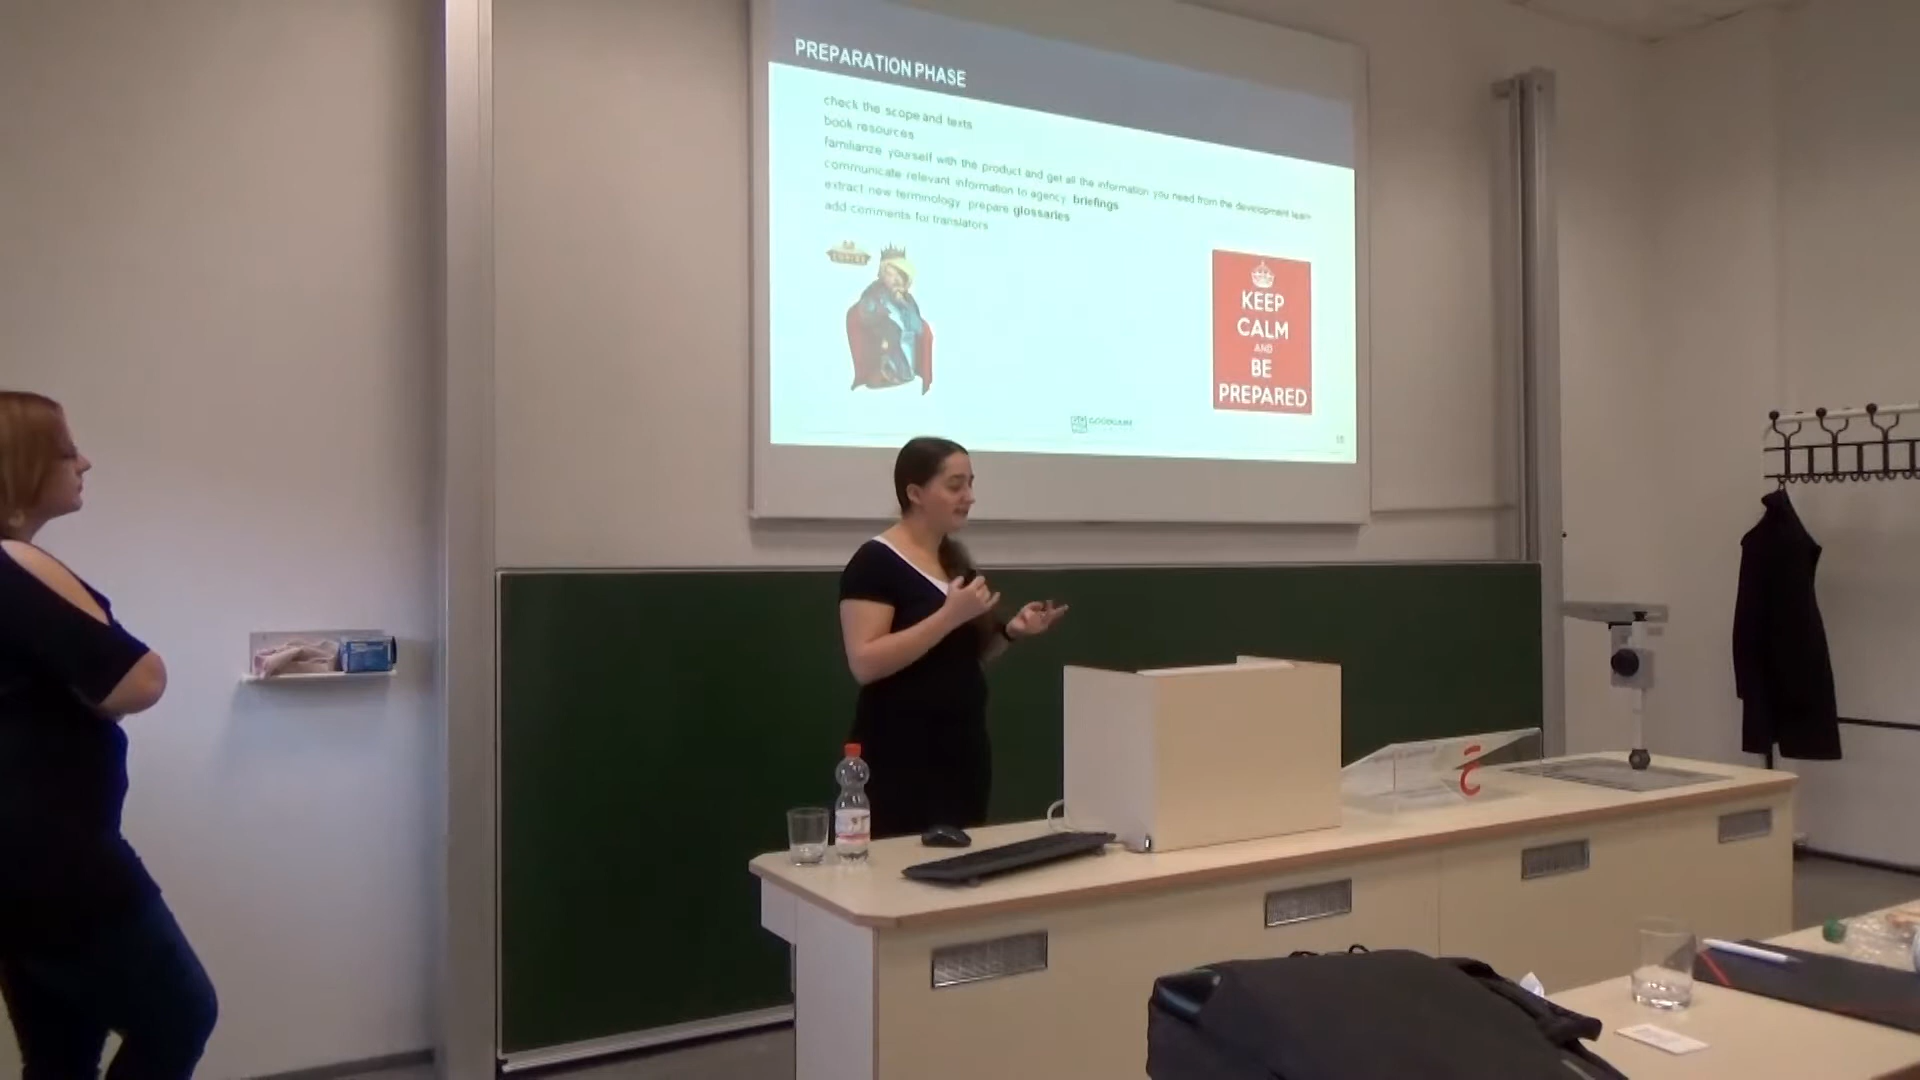 PREPARATION PHASE
check the scope and texts
book resources
familiarize yourself with the product and get all the information you need from the development team
communicate relevant information to agency: briefings
extract new terminology, prepare glossaries
add comments for translators
EMPIRE
KEEP
CALM
AND
BE
PREPARED
GOODGAME